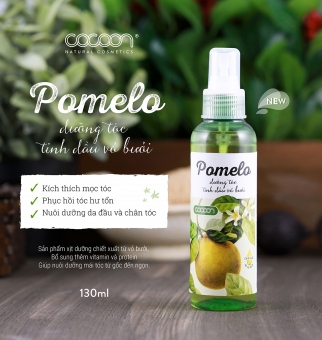 cocoon
NATURAL COSMETICS
Pomelo
dưỡng tóc
tinh dầu vỏ bưởi
NEW
✓ Kích thích mọc tóc
✓ Phục hồi tóc hư tổn
✓ Nuôi dưỡng da đầu và chân tóc
Sản phẩm xịt dưỡng chiết xuất từ vỏ bưởi.
Bổ sung thêm vitamin và protein
Giúp nuôi dưỡng mái tóc từ gốc đến ngọn.
130ml
Pomelo
dưỡng tóc
tinh dầu vỏ bưởi
cocoon